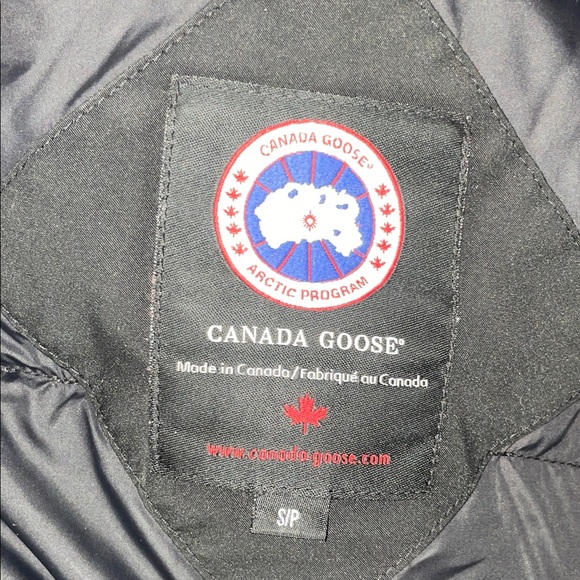 CANADA GOOSE®
ARCTIC PROGRAM
CANADA GOOSE®
Made in Canada/Fabriqué au Canada
www.canada-goose.com
S/P